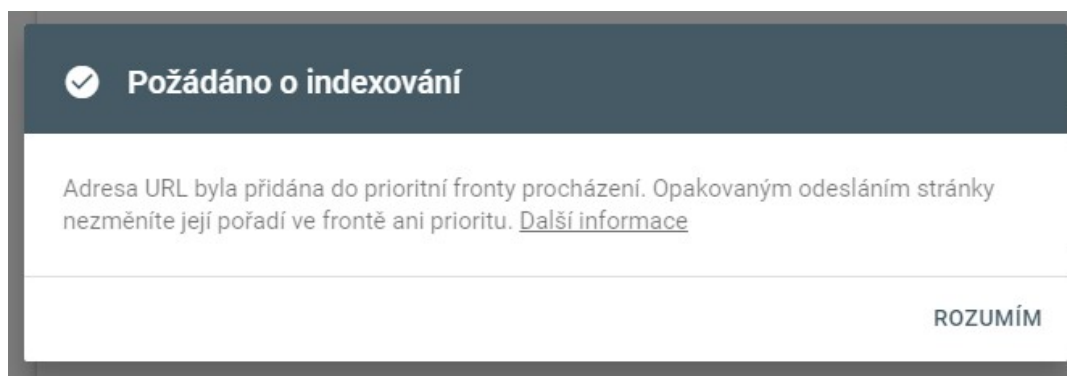 Požádáno o indexování
Adresa URL byla přidána do prioritní fronty procházení. Opakovaným odesláním stránky
nezměníte její pořadí ve frontě ani prioritu. Další informace
ROZUMÍM